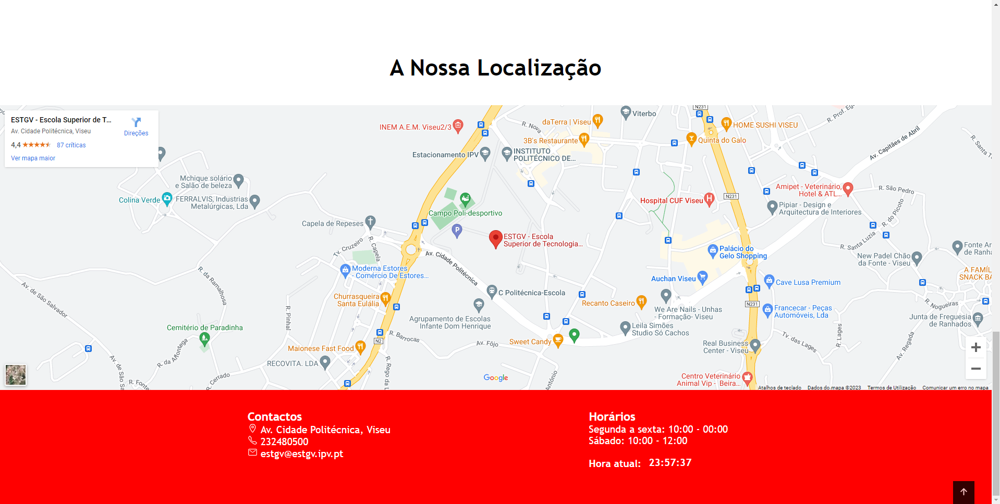 A Nossa Localização
ESTGV - Escola Superior de T...
Av. Cidade Politécnica, Viseu
4,4
87 críticas
Ver mapa maior
Direções
N231
Viterbo
R. Prof. Eg
daTerra | Viseu
R. Nova
INEM A.E.M. Viseu2/3
HOME SUSHI VISEU
3B's Restaurante
Quinta do Galo
Av. Capitães de Abril
R. Santa T
Estacionamento IPV
INSTITUTO
POLITÉCNICO DE...
Mchique solário
e Salão de beleza
Colina Verde
FERRALVIS, Industrias
Metalúrgicas, Lda
Amipet - Veterinário,
Hotel & ATL...
R. São Pedro
N231
Hospital CUF Viseu
Pipiar - Design e
Arquitetura de Interiores
R. do Picoto
Campo Poli-desportivo
Capela de Repeses
P
ESTGV - Escola
Superior de Tecnologia...
Tv. Cruzeiro
R. Capela
R. Santa Luzia
Fonte Ar
de Ranha
Palácio do
Gelo Shopping
Av. Cidade Politécnica
New Padel Chão
da Fonte - Viseu
Moderna Estores
- Comércio De Estores...
R. da Ramalhosa
A FAMÍL
SNACK BA
Auchan Viseu
Cave Lusa Premium
Av. de São Salvador
C Politécnica-Escola
Churrasqueira
Santa Eulália
Recanto Caseiro
N231
R. Nogueiras
R. Pinhal
We Are Nails - Unhas
- Formação- Viseu
Francecar - Peças
Automóveis, Lda
Agrupamento de Escolas
Infante Dom Henrique
Junta de Freguesia
de Ranhados
Cemitério de Paradinha
Leila Simões
Studio Só Cachos
R. Lages
R. Barrocas
N2
Av. Fôjo
Sweet Candy
Tv. das Lages
Real Business
Center - Viseu
Av. Regada
Maionese Fast Food
R. da Alfontega
RECOVITA. LDA
Av. de São Sa
R. Rego da L
António
R. Cerrado
R. Fonte
Google
Centro Veterinário
Animal Vip - Beira...
Atalhos de teclado
Dados do mapa ©2023
Termos de Utilização
Comunicar um erro no mapa
Contactos
Av. Cidade Politécnica, Viseu
232480500
estgv@estgv.ipv.pt
Horários
Segunda a sexta: 10:00 - 00:00
Sábado: 10:00 - 12:00
Hora atual: 23:57:37